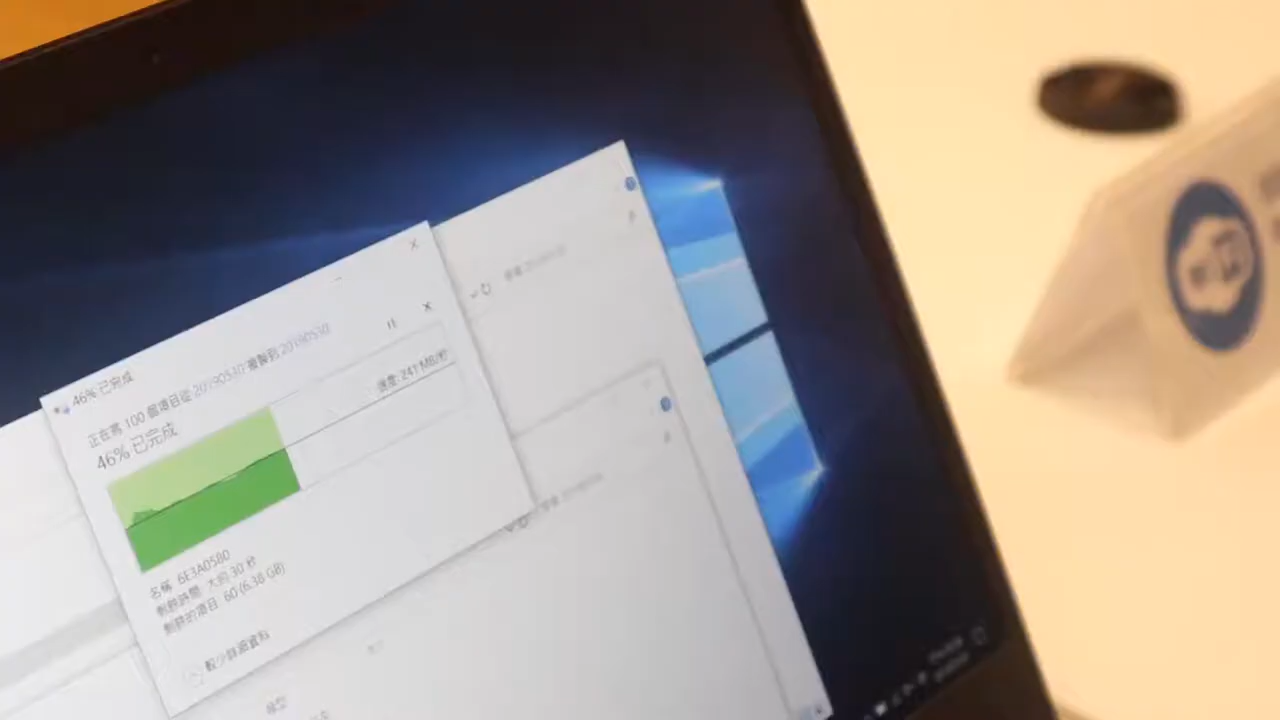 46% 已完成
正在將 100 個項目從 20190530 複製到 20190530
46% 已完成
速度: 241 MB/秒
名稱: 6E3A0580
剩餘時間: 大約 30 秒
剩餘的項目: 60 (6.38 GB)
較少詳細資料